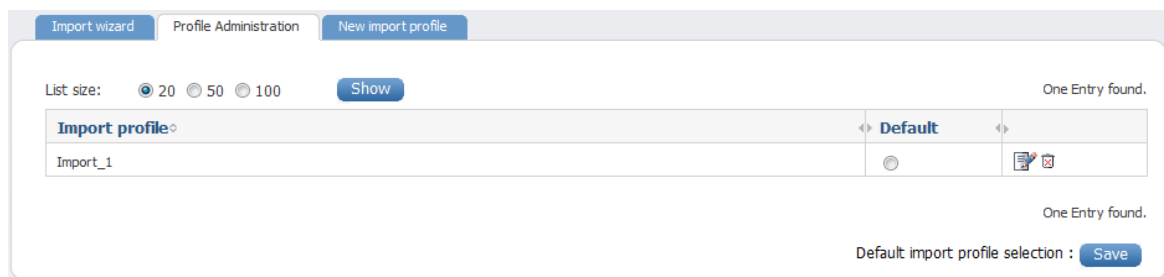 Import wizard Profile Administration New import profile
List size: 20 50 100 Show One Entry found.
Import profile Default
Import_1
One Entry found.
Default import profile selection : Save